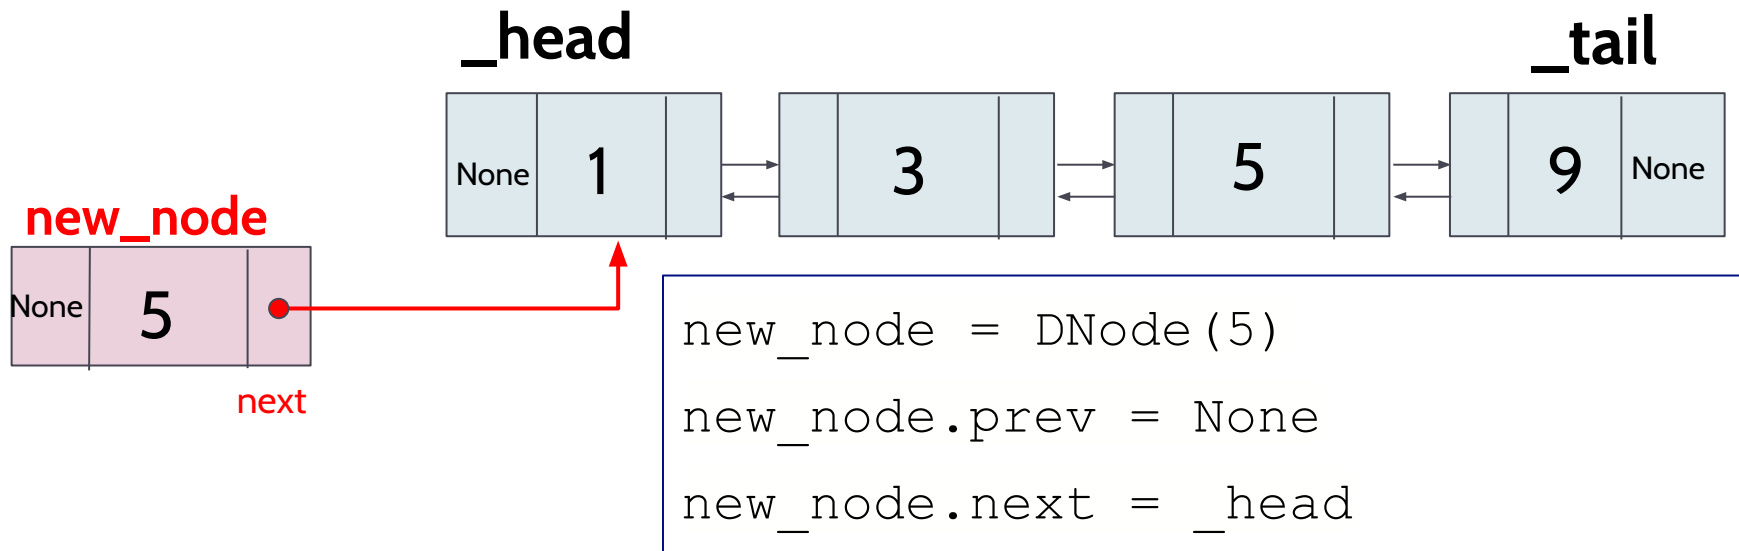 _head
_tail
None 1 3 5 9 None
new_node
None 5
next
new_node = DNode(5)
new_node.prev = None
new_node.next = _head